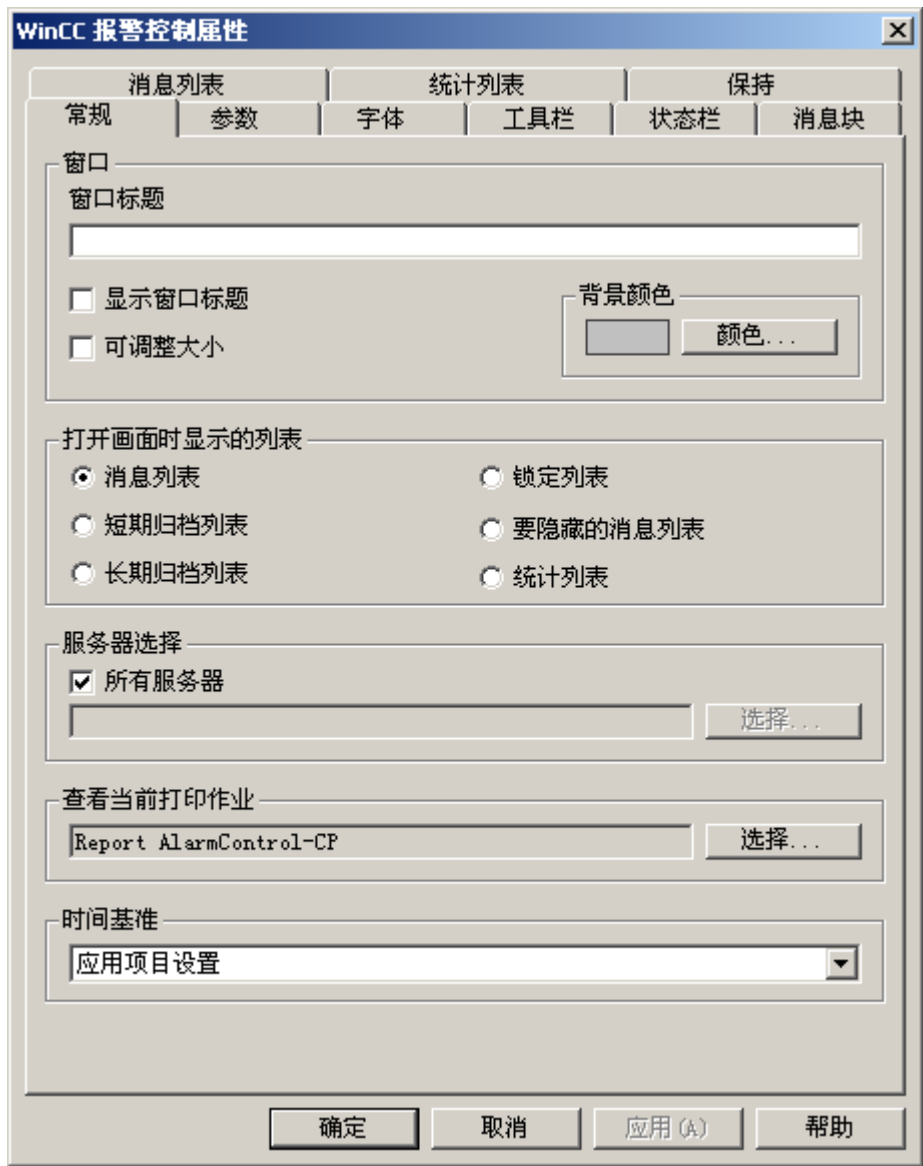 WinCC 报警控制属性
消息列表 统计列表 保持
常规 参数 字体 工具栏 状态栏 消息块
窗口
窗口标题
显示窗口标题
背景颜色
颜色...
可调整大小
打开画面时显示的列表
消息列表 锁定列表
短期归档列表 要隐藏的消息列表
长期归档列表 统计列表
服务器选择
所有服务器
选择...
查看当前打印作业
Report AlarmControl-CP 选择...
时间基准
应用项目设置
确定 取消 应用(A) 帮助